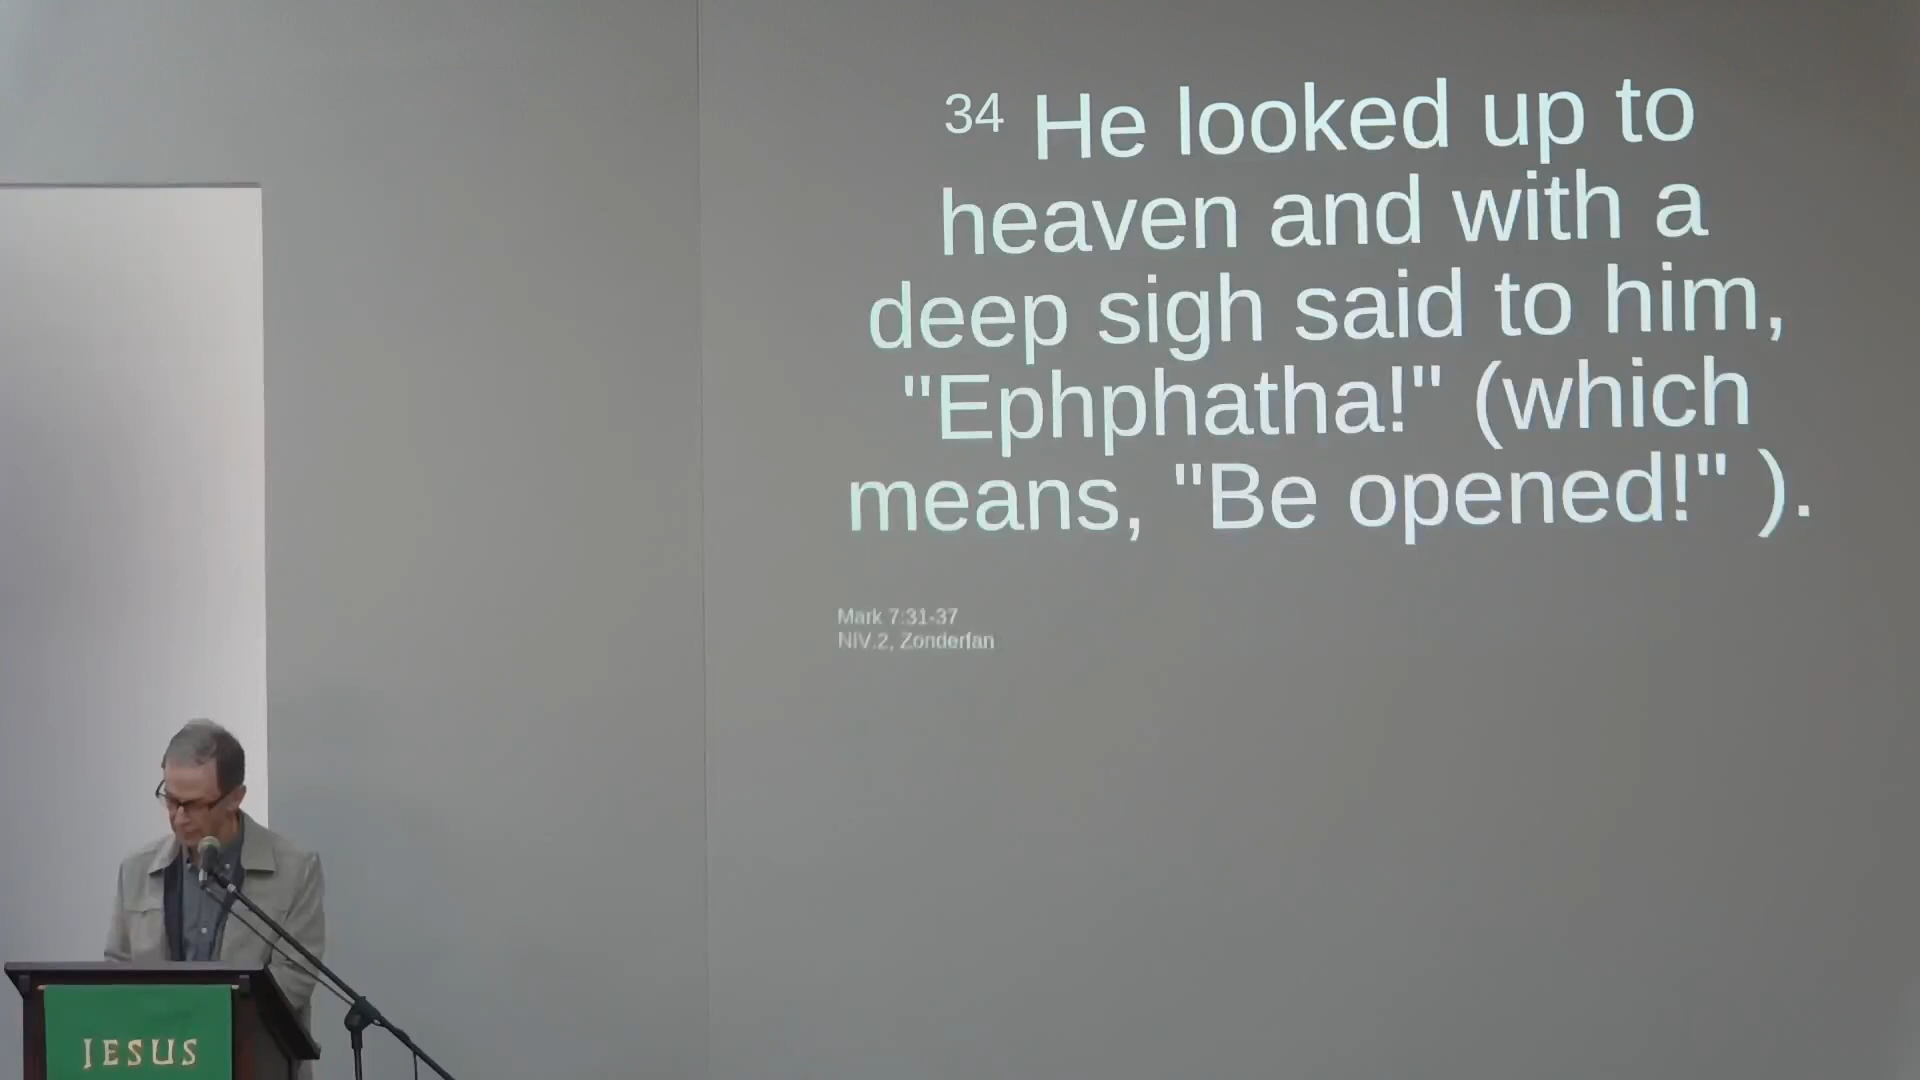 34 He looked up to
heaven and with a
deep sigh said to him,
"Ephphatha!" (which
means, "Be opened!" ).
Mark 7:31-37
NIV.2, Zonderfan
JESUS